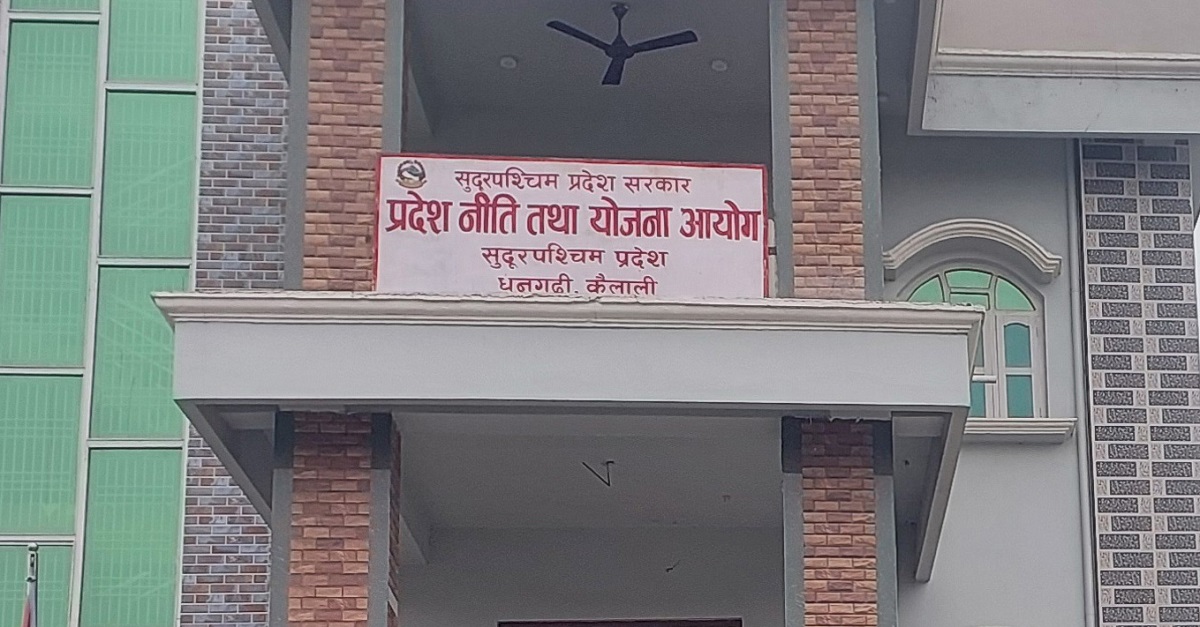 सुदूरपश्चिम प्रदेश सरकार
प्रदेश नीति तथा योजना आयोग
सुदूरपश्चिम प्रदेश
धनगढी, कैलाली